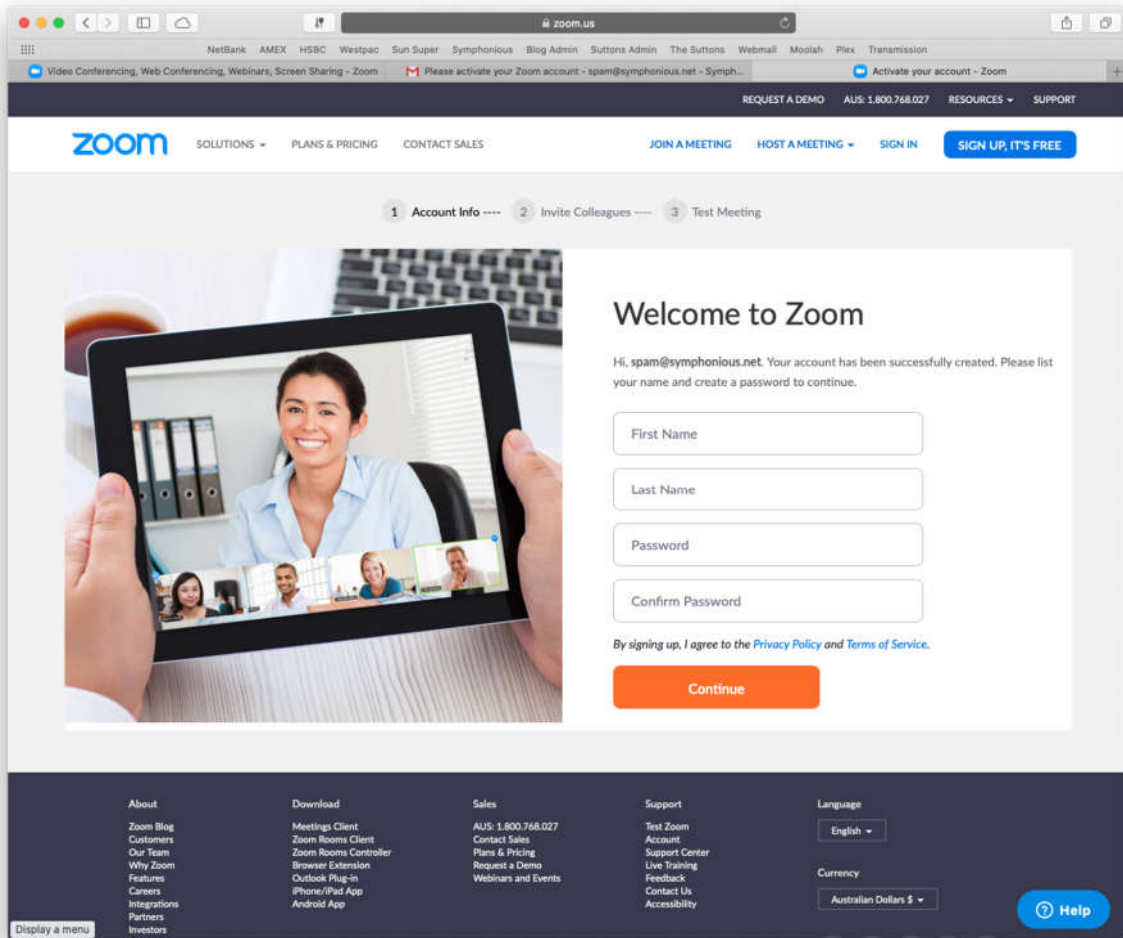 zoom.us
NetBank AMEX HSBC Westpac Sun Super Symphonious Blog Admin Suttons Admin The Suttons Webmail Moolah Plex Transmission
Video Conferencing, Web Conferencing, Webinars, Screen Sharing - Zoom
Please activate your Zoom account - spam@symphonious.net - Symph...
Activate your account - Zoom
REQUEST A DEMO AUS: 1.800.768.027 RESOURCES SUPPORT
zoom SOLUTIONS PLANS & PRICING CONTACT SALES JOIN A MEETING HOST A MEETING SIGN IN SIGN UP, IT'S FREE
1 Account Info ---- 2 Invite Colleagues ---- 3 Test Meeting
Welcome to Zoom
Hi, spam@symphonious.net. Your account has been successfully created. Please list
your name and create a password to continue.
First Name
Last Name
Password
Confirm Password
By signing up, I agree to the Privacy Policy and Terms of Service.
Continue
About
Zoom Blog
Customers
Our Team
Why Zoom
Features
Careers
Integrations
Partners
Investors
Download
Meetings Client
Zoom Rooms Client
Zoom Rooms Controller
Browser Extension
Outlook Plug-in
iPhone/iPad App
Android App
Sales
AUS: 1.800.768.027
Contact Sales
Plans & Pricing
Request a Demo
Webinars and Events
Support
Test Zoom
Account
Support Center
Live Training
Feedback
Contact Us
Accessibility
Language
English
Currency
Australian Dollars $
Help
Display a menu